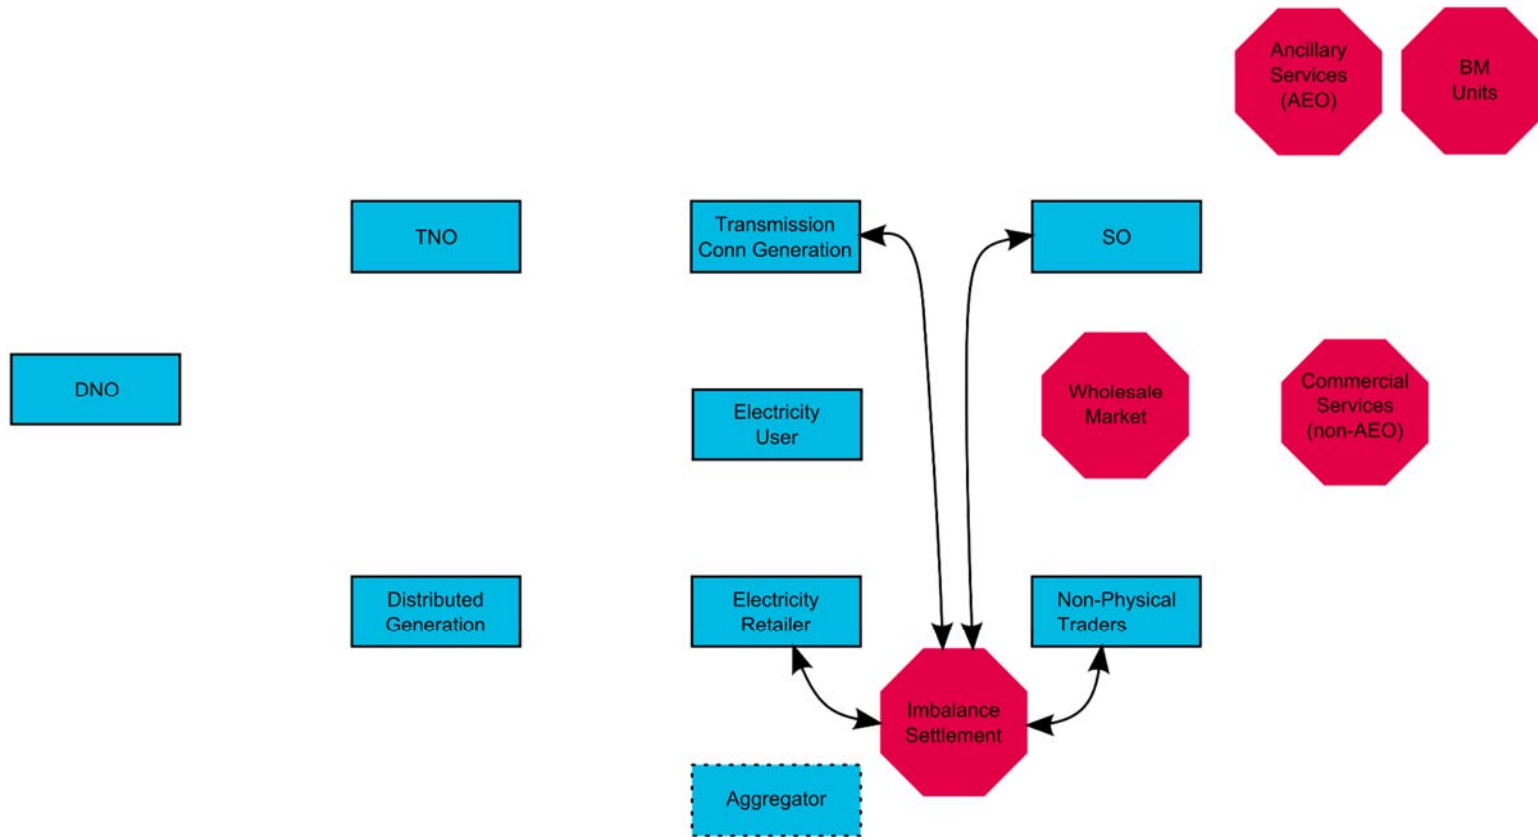 Ancillary
Services
(AEO)
BM
Units
TNO
Transmission
Conn Generation
SO
DNO
Electricity
User
Wholesale
Market
Commercial
Services
(non-AEO)
Distributed
Generation
Electricity
Retailer
Non-Physical
Traders
Imbalance
Settlement
Aggregator